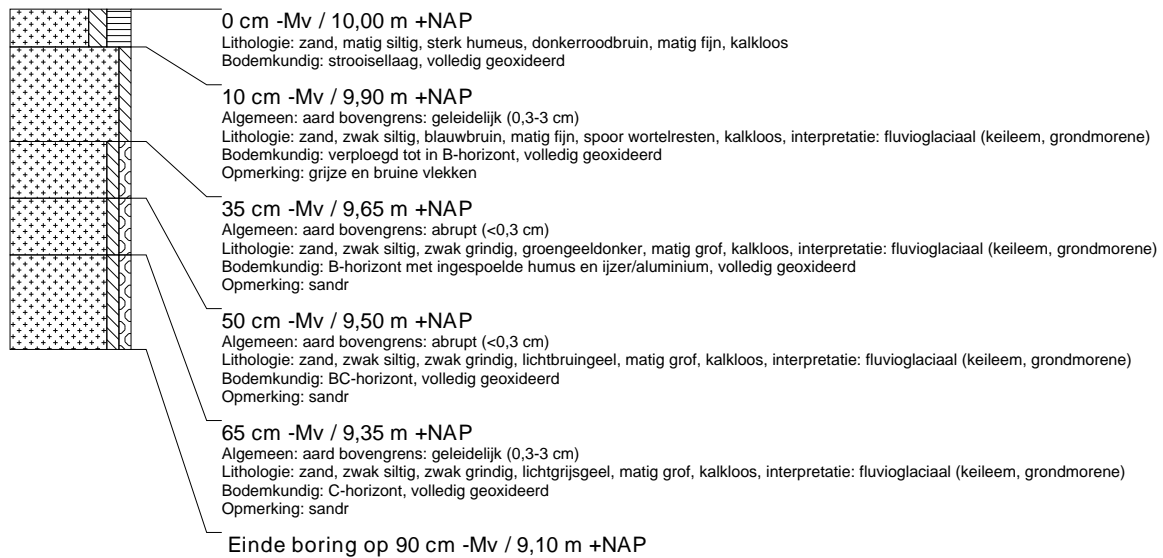 0 cm -Mv / 10,00 m +NAP
Lithologie: zand, matig siltig, sterk humeus, donkerroodbruin, matig fijn, kalkloos
Bodemkundig: strooisellaag, volledig geoxideerd
10 cm -Mv / 9,90 m +NAP
Algemeen: aard bovengrens: geleidelijk (0,3-3 cm)
Lithologie: zand, zwak siltig, blauwbruin, matig fijn, spoor wortelresten, kalkloos, interpretatie: fluvioglaciaal (keileem, grondmorene)
Bodemkundig: verploegd tot in B-horizont, volledig geoxideerd
Opmerking: grijze en bruine vlekken
35 cm -Mv / 9,65 m +NAP
Algemeen: aard bovengrens: abrupt (<0,3 cm)
Lithologie: zand, zwak siltig, zwak grindig, groengeeldonker, matig grof, kalkloos, interpretatie: fluvioglaciaal (keileem, grondmorene)
Bodemkundig: B-horizont met ingespoelde humus en ijzer/aluminium, volledig geoxideerd
Opmerking: sandr
50 cm -Mv / 9,50 m +NAP
Algemeen: aard bovengrens: abrupt (<0,3 cm)
Lithologie: zand, zwak siltig, zwak grindig, lichtbruingeel, matig grof, kalkloos, interpretatie: fluvioglaciaal (keileem, grondmorene)
Bodemkundig: BC-horizont, volledig geoxideerd
Opmerking: sandr
65 cm -Mv / 9,35 m +NAP
Algemeen: aard bovengrens: geleidelijk (0,3-3 cm)
Lithologie: zand, zwak siltig, zwak grindig, lichtgrijsgeel, matig grof, kalkloos, interpretatie: fluvioglaciaal (keileem, grondmorene)
Bodemkundig: C-horizont, volledig geoxideerd
Opmerking: sandr
Einde boring op 90 cm -Mv / 9,10 m +NAP